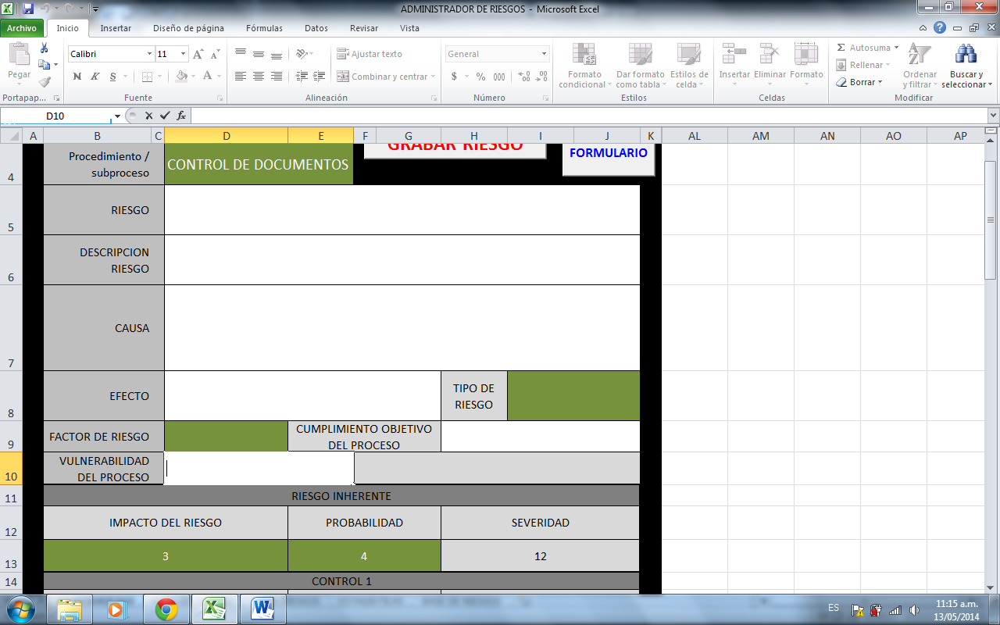 ADMINISTRADOR DE RIESGOS - Microsoft Excel
Archivo Inicio Insertar Diseño de página Fórmulas Datos Revisar Vista
Pegar
Calibri 11
N K S A
Ajustar texto
Combinar y centrar
General
$ % 000
Formato condicional
Dar formato como tabla
Estilos de celda
Insertar Eliminar Formato
Σ Autosuma
Rellenar
Borrar
Ordenar y filtrar
Buscar y seleccionar
Portapap... Fuente Alineación Número Estilos Celdas Modificar
D10 fx
A B C D E F G H I J K AL AM AN AO AP
GRABAR RIESGO
FORMULARIO
4 Procedimiento /
subproceso
CONTROL DE DOCUMENTOS
5 RIESGO
6 DESCRIPCION
RIESGO
7 CAUSA
8 EFECTO
TIPO DE
RIESGO
9 FACTOR DE RIESGO
CUMPLIMIENTO OBJETIVO
DEL PROCESO
10 VULNERABILIDAD
DEL PROCESO
11 RIESGO INHERENTE
12 IMPACTO DEL RIESGO PROBABILIDAD SEVERIDAD
13 3 4 12
14 CONTROL 1
ES
11:15 a.m.
13/05/2014